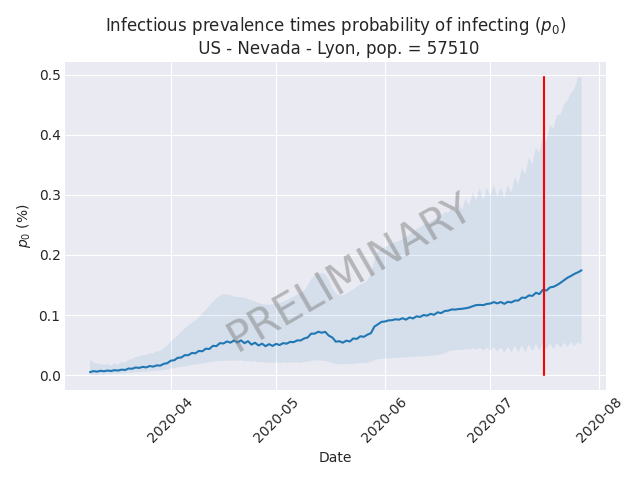 Infectious prevalence times probability of infecting (p₀)
US - Nevada - Lyon, pop. = 57510
0.5
0.4
0.3
0.2
0.1
0.0
p₀ (%)
PRELIMINARY
2020-04
2020-05
2020-06
2020-07
2020-08
Date